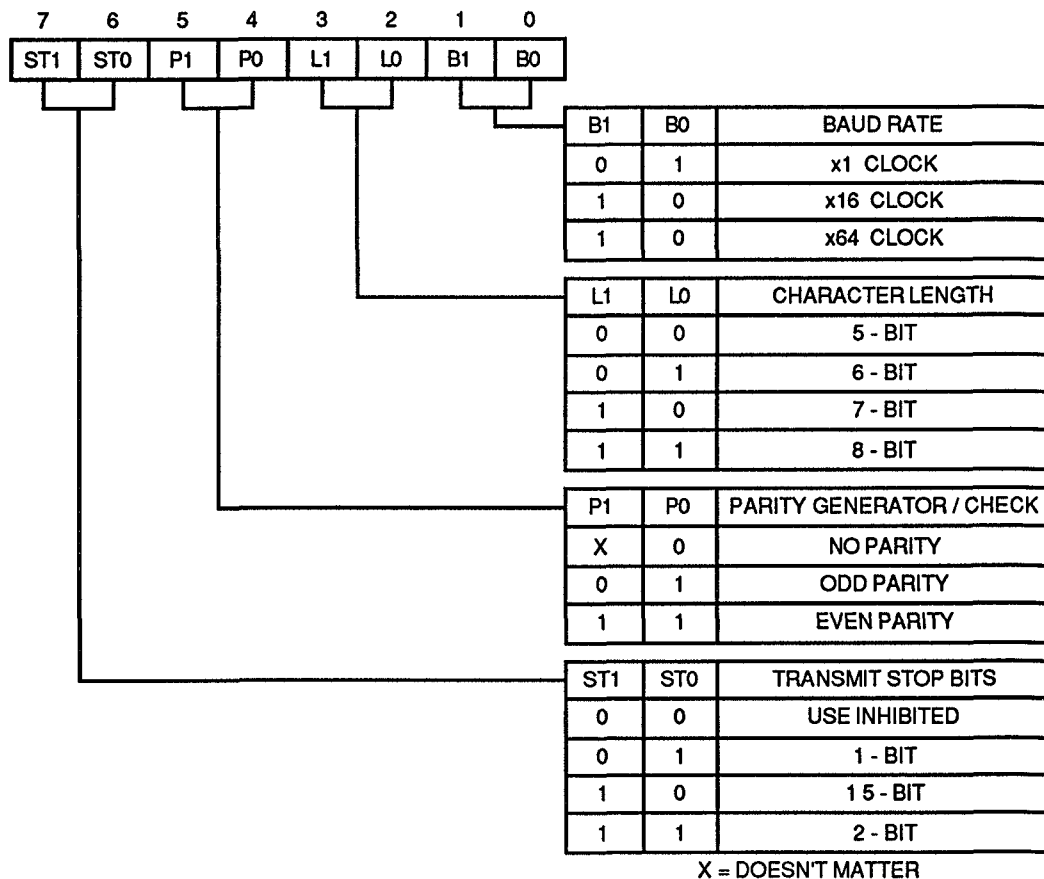 7 6 5 4 3 2 1 0
ST1 ST0 P1 P0 L1 L0 B1 B0
B1 B0 BAUD RATE
0 1 x1 CLOCK
1 0 x16 CLOCK
1 0 x64 CLOCK
L1 L0 CHARACTER LENGTH
0 0 5 - BIT
0 1 6 - BIT
1 0 7 - BIT
1 1 8 - BIT
P1 P0 PARITY GENERATOR / CHECK
X 0 NO PARITY
0 1 ODD PARITY
1 1 EVEN PARITY
ST1 ST0 TRANSMIT STOP BITS
0 0 USE INHIBITED
0 1 1 - BIT
1 0 1 5 - BIT
1 1 2 - BIT
X = DOESN'T MATTER